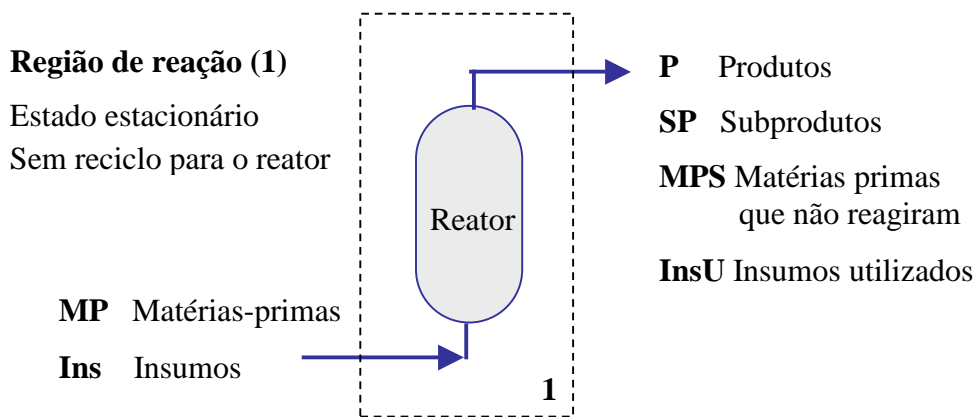 Região de reação (1)
Estado estacionário
Sem reciclo para o reator
P Produtos
SP Subprodutos
MPS Matérias primas
que não reagiram
InsU Insumos utilizados
Reator
MP Matérias-primas
Ins Insumos
1